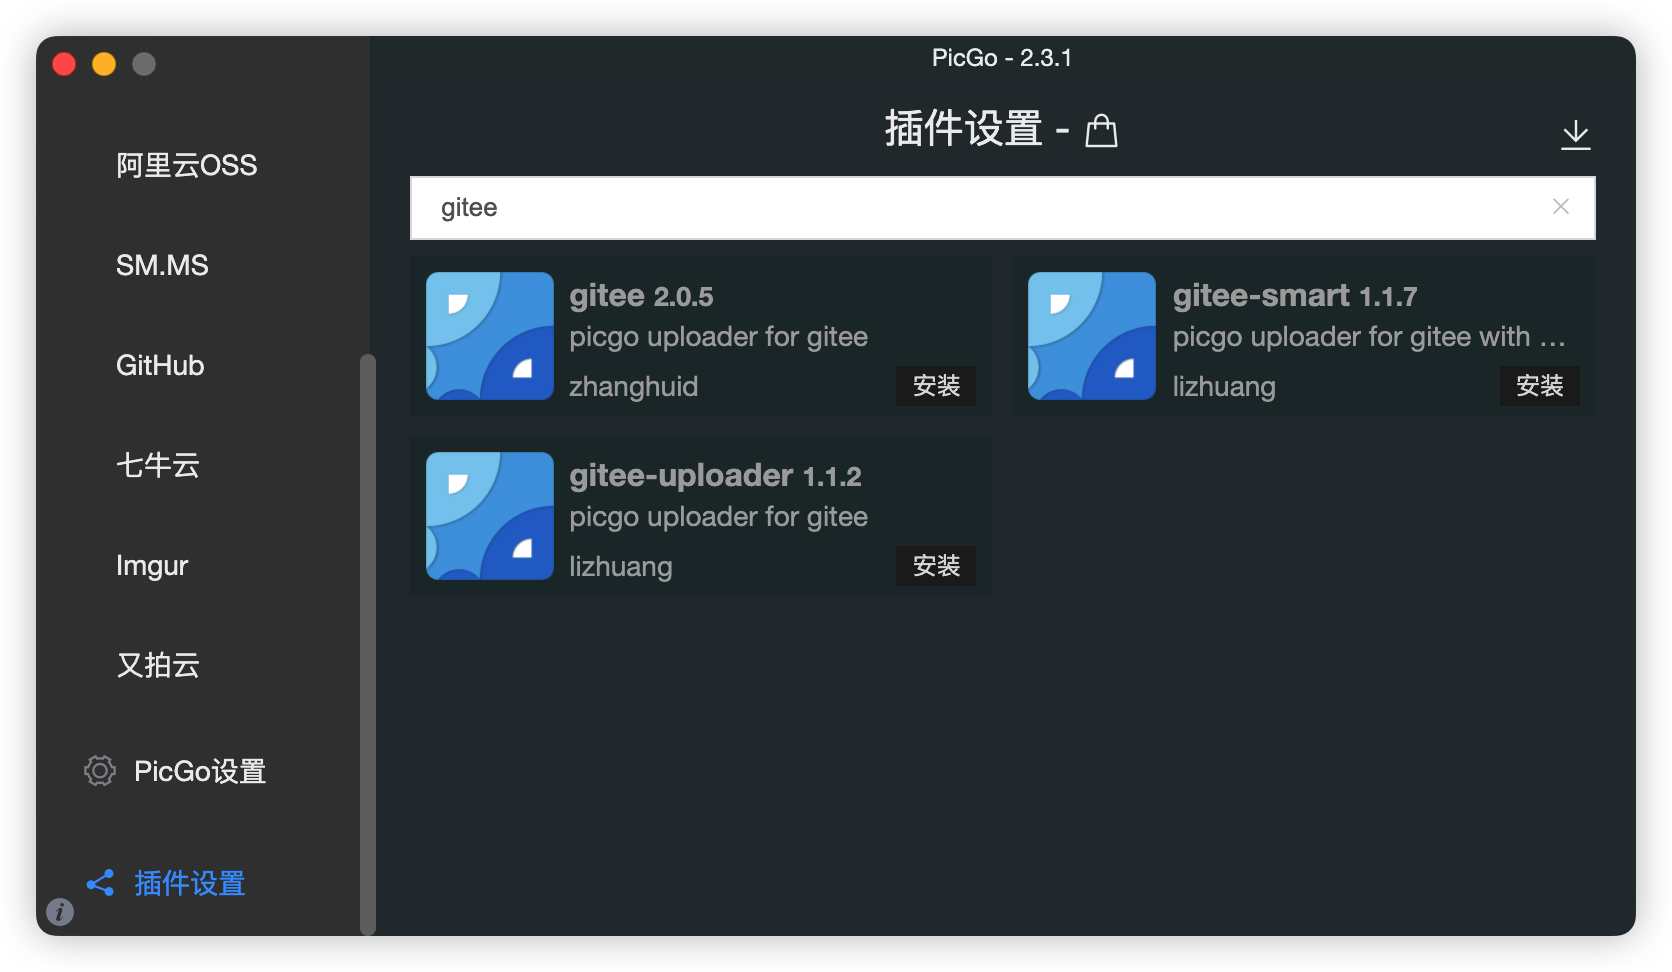 PicGo - 2.3.1
插件设置 -
gitee
阿里云OSS
SM.MS
GitHub
七牛云
Imgur
又拍云
PicGo设置
插件设置
gitee 2.0.5
picgo uploader for gitee
zhanghuid
安装
gitee-smart 1.1.7
picgo uploader for gitee with ...
lizhuang
安装
gitee-uploader 1.1.2
picgo uploader for gitee
lizhuang
安装